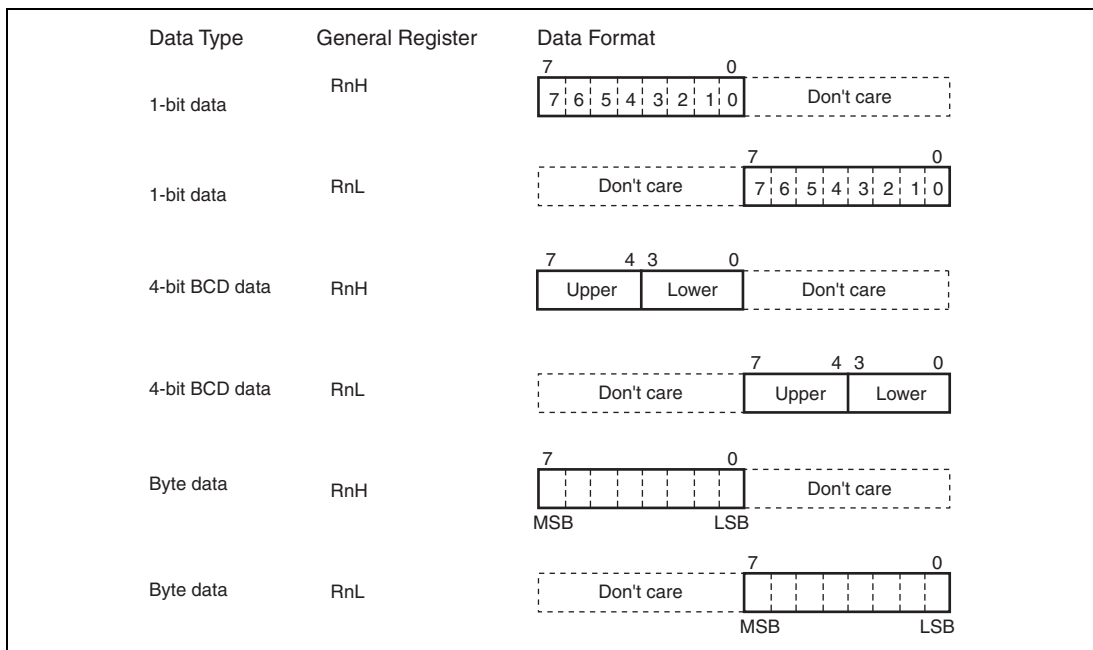 Data Type General Register Data Format
7 0
1-bit data RnH 7 6 5 4 3 2 1 0 Don't care
7 0
1-bit data RnL Don't care 7 6 5 4 3 2 1 0
7 4 3 0
4-bit BCD data RnH Upper Lower Don't care
7 4 3 0
4-bit BCD data RnL Don't care Upper Lower
7 0
Byte data RnH Don't care
MSB LSB
7 0
Byte data RnL Don't care
MSB LSB